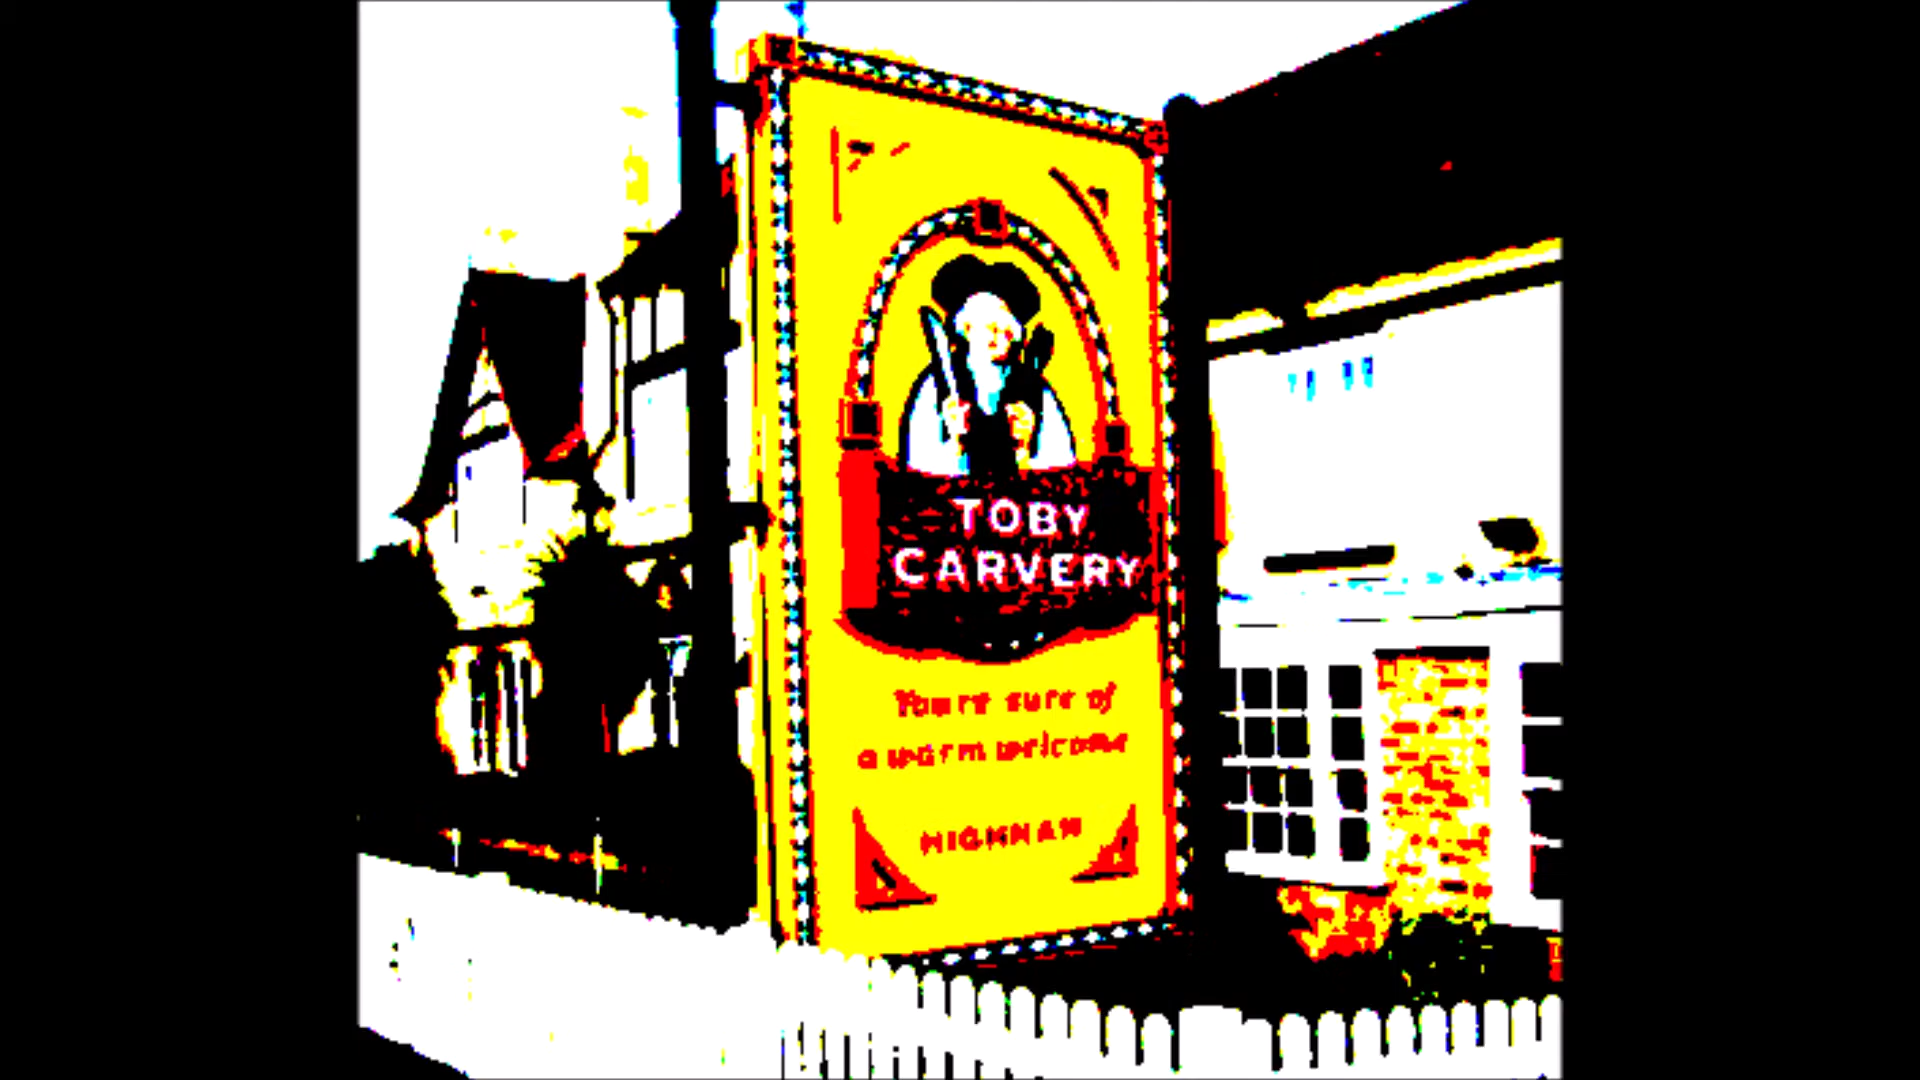 TOBY
CARVERY
You're sure of
a warm welcome
HIGHNAM